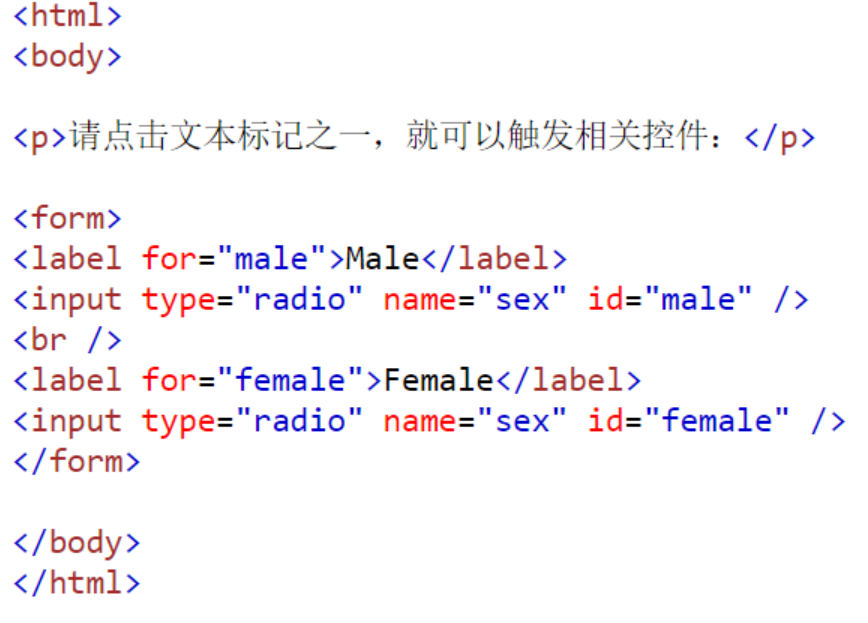 <html>
<body>
<p>请点击文本标记之一，就可以触发相关控件：</p>
<form>
<label for="male">Male</label>
<input type="radio" name="sex" id="male" />
<br />
<label for="female">Female</label>
<input type="radio" name="sex" id="female" />
</form>
</body>
</html>